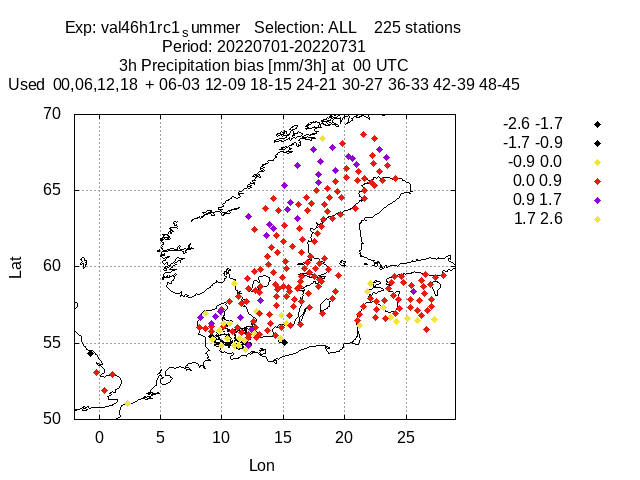 Exp: val46h1rc1summer Selection: ALL 225 stations
Period: 20220701-20220731
3h Precipitation bias [mm/3h] at 00 UTC
Used 00,06,12,18 + 06-03 12-09 18-15 24-21 30-27 36-33 42-39 48-45
70
65
60
55
50
Lat
0 5 10 15 20 25
Lon
-2.6 -1.7
-1.7 -0.9
-0.9 0.0
0.0 0.9
0.9 1.7
1.7 2.6